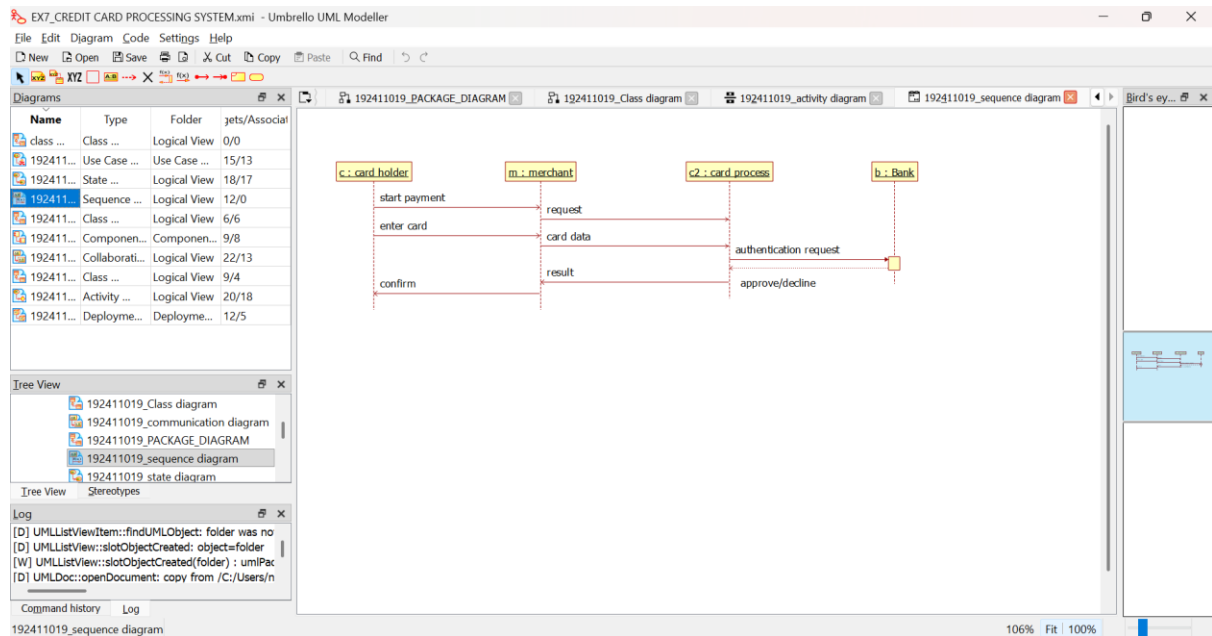 EX7_CREDIT CARD PROCESSING SYSTEM.xmi - Umbrello UML Modeller
File Edit Diagram Code Settings Help
New Open Save Cut Copy Paste Find
XYZ XYZ A:B f(x) f(x)
Diagrams
192411019_PACKAGE_DIAGRAM 192411019_Class diagram 192411019_activity diagram 192411019_sequence diagram
Bird's ey...
Name Type Folder gets/Associat
class ... Class ... Logical View 0/0
192411... Use Case ... Use Case ... 15/13
192411... State ... Logical View 18/17
192411... Sequence ... Logical View 12/0
192411... Class ... Logical View 6/6
192411... Componen... Componen... 9/8
192411... Collaborati... Logical View 22/13
192411... Class ... Logical View 9/4
192411... Activity ... Logical View 20/18
192411... Deployme... Deployme... 12/5
c : card holder m : merchant c2 : card process b : Bank
start payment
request
enter card
card data
authentication request
result
confirm
approve/decline
Tree View
192411019_Class diagram
192411019_communication diagram
192411019_PACKAGE_DIAGRAM
192411019_sequence diagram
192411019_state diagram
Tree View Stereotypes
Log
[D] UMLListViewItem::findUMLObject: folder was no
[D] UMLListView::slotObjectCreated: object=folder
[W] UMLListView::slotObjectCreated(folder) : umlPac
[D] UMLDoc::openDocument: copy from /C:/Users/n
Command history Log
192411019_sequence diagram
106% Fit 100%